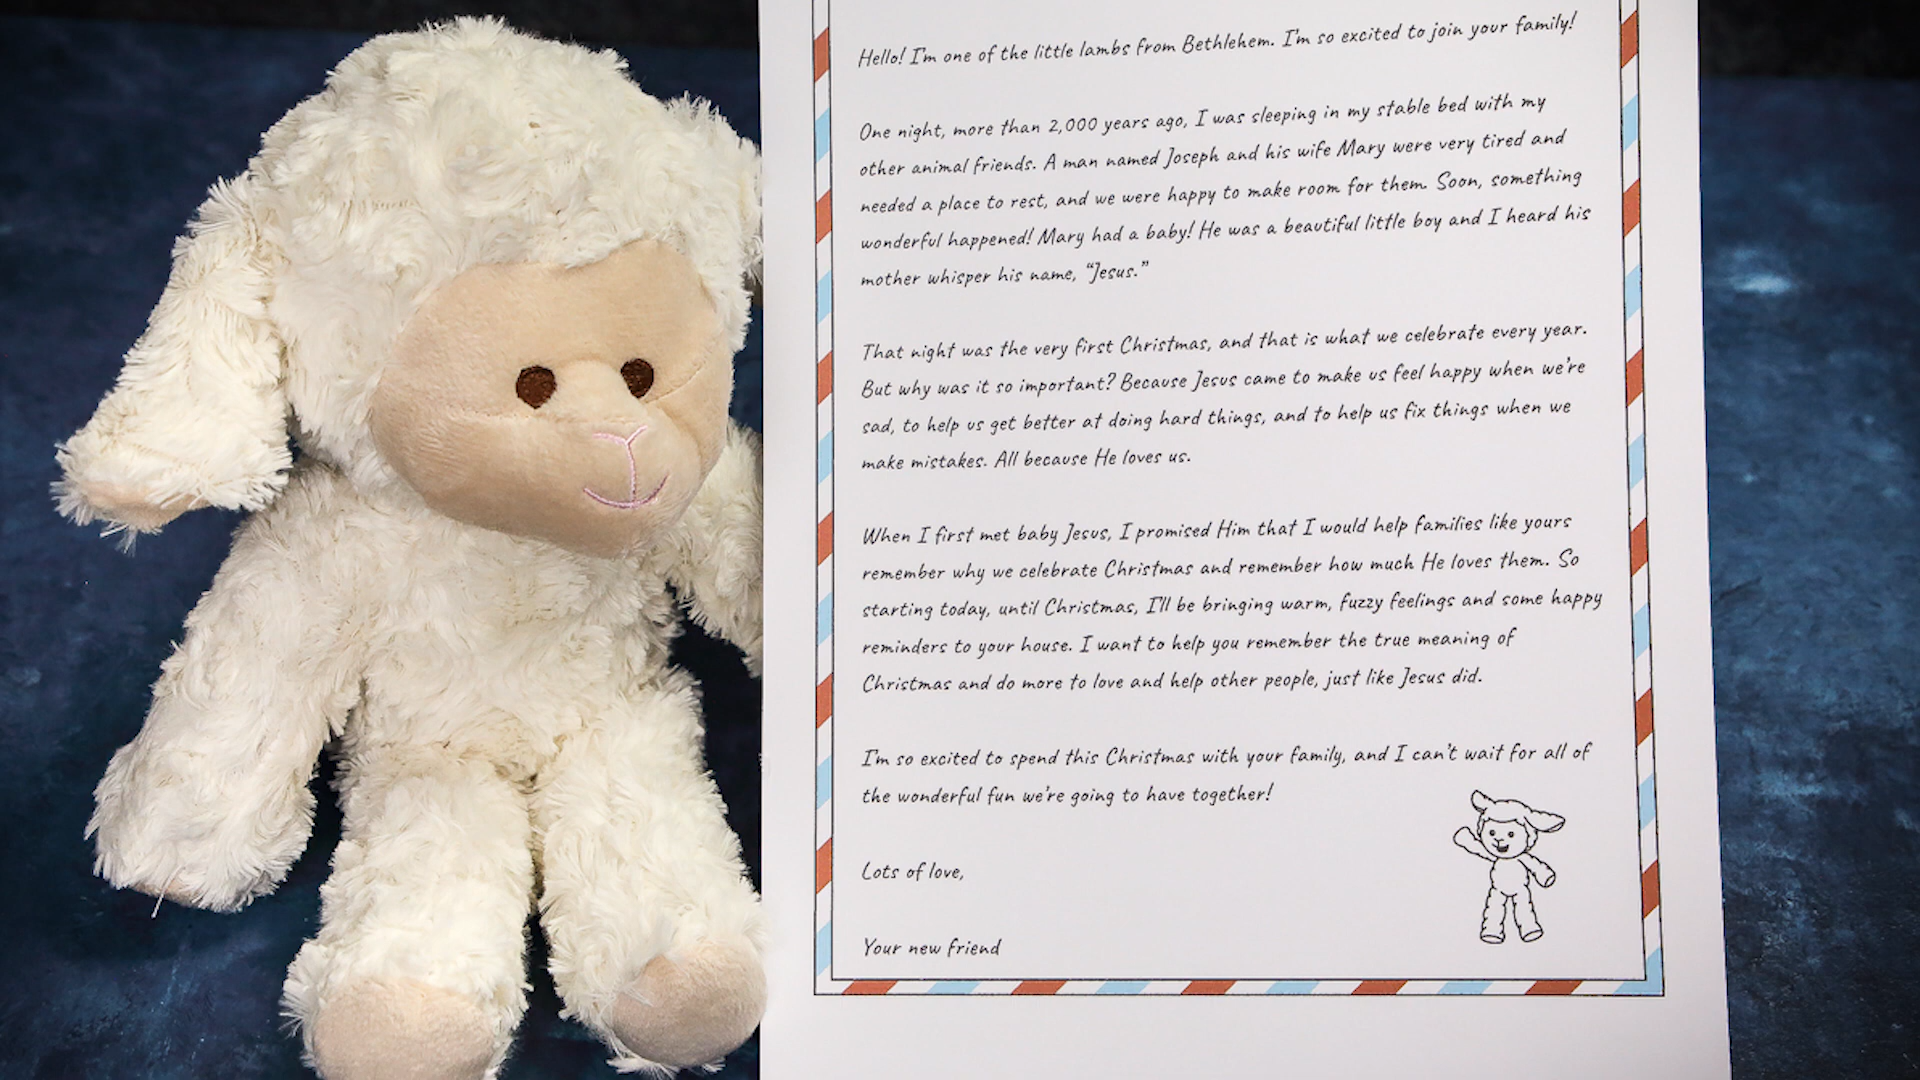 Hello! I'm one of the little lambs from Bethlehem. I'm so excited to join your family!
One night, more than 2,000 years ago, I was sleeping in my stable bed with my
other animal friends. A man named Joseph and his wife Mary were very tired and
needed a place to rest, and we were happy to make room for them. Soon, something
wonderful happened! Mary had a baby! He was a beautiful little boy and I heard his
mother whisper his name, “Jesus.”
That night was the very first Christmas, and that is what we celebrate every year.
But why was it so important? Because Jesus came to make us feel happy when we're
sad, to help us get better at doing hard things, and to help us fix things when we
make mistakes. All because He loves us.
When I first met baby Jesus, I promised Him that I would help families like yours
remember why we celebrate Christmas and remember how much He loves them. So
starting today, until Christmas, I'll be bringing warm, fuzzy feelings and some happy
reminders to your house. I want to help you remember the true meaning of
Christmas and do more to love and help other people, just like Jesus did.
I'm so excited to spend this Christmas with your family, and I can't wait for all of
the wonderful fun we're going to have together!
Lots of love,
Your new friend